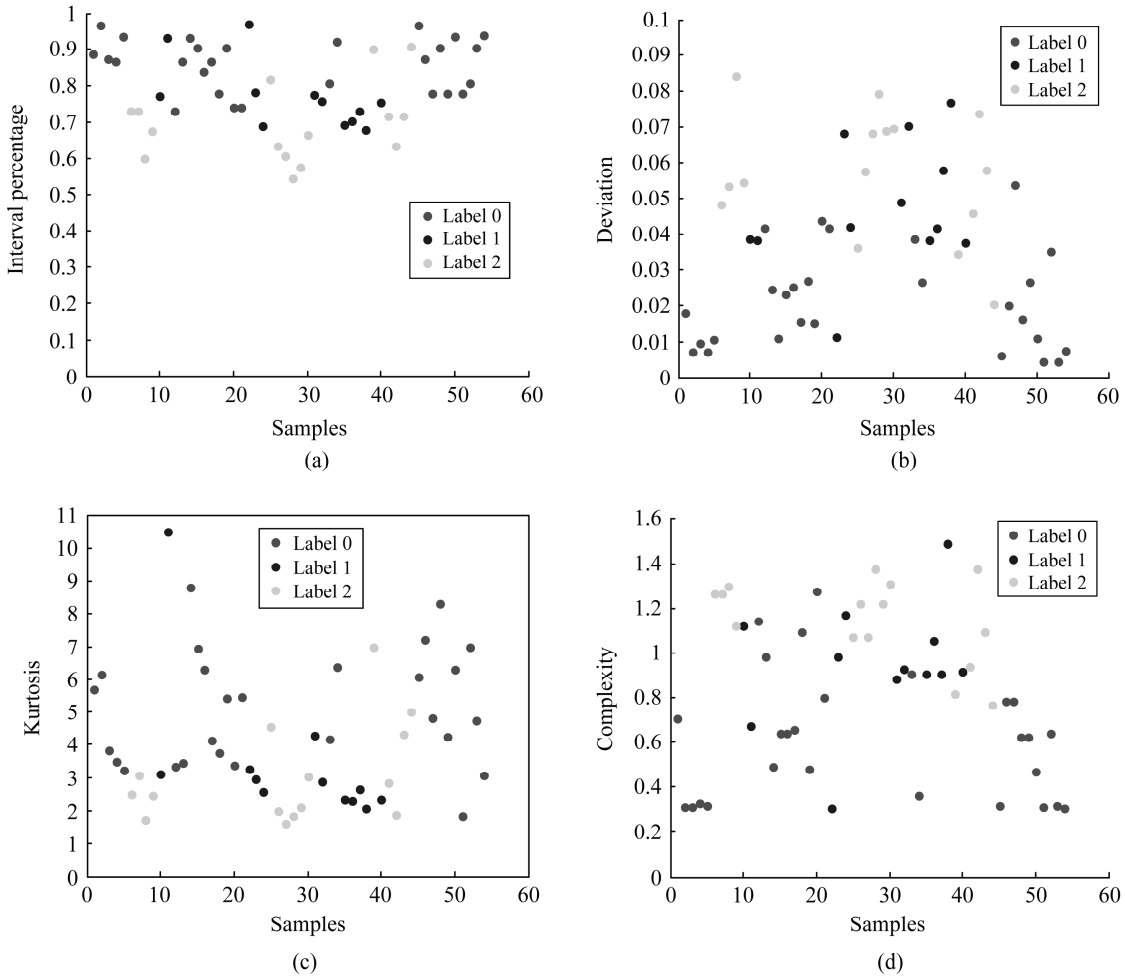 1
0.9
0.8
0.7
0.6
0.5
0.4
0.3
0.2
0.1
0
Interval percentage
Label 0
Label 1
Label 2
0 10 20 30 40 50 60
Samples
(a)
0.1
0.09
0.08
0.07
0.06
0.05
0.04
0.03
0.02
0.01
0
Deviation
Label 0
Label 1
Label 2
0 10 20 30 40 50 60
Samples
(b)
11
10
9
8
7
6
5
4
3
2
1
0
Kurtosis
Label 0
Label 1
Label 2
0 10 20 30 40 50 60
Samples
(c)
1.6
1.4
1.2
1
0.8
0.6
0.4
0.2
0
Complexity
Label 0
Label 1
Label 2
0 10 20 30 40 50 60
Samples
(d)